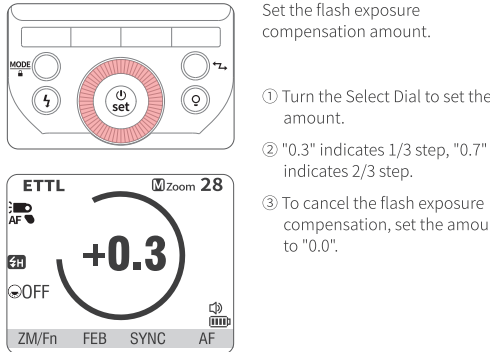 Set the flash exposure
compensation amount.
MODE
set
① Turn the Select Dial to set the
amount.
② "0.3" indicates 1/3 step, "0.7"
indicates 2/3 step.
③ To cancel the flash exposure
compensation, set the
to "0.0".
ETTL
M Zoom 28
AF
+0.3
H
OFF
ZM/Fn FEB SYNC AF